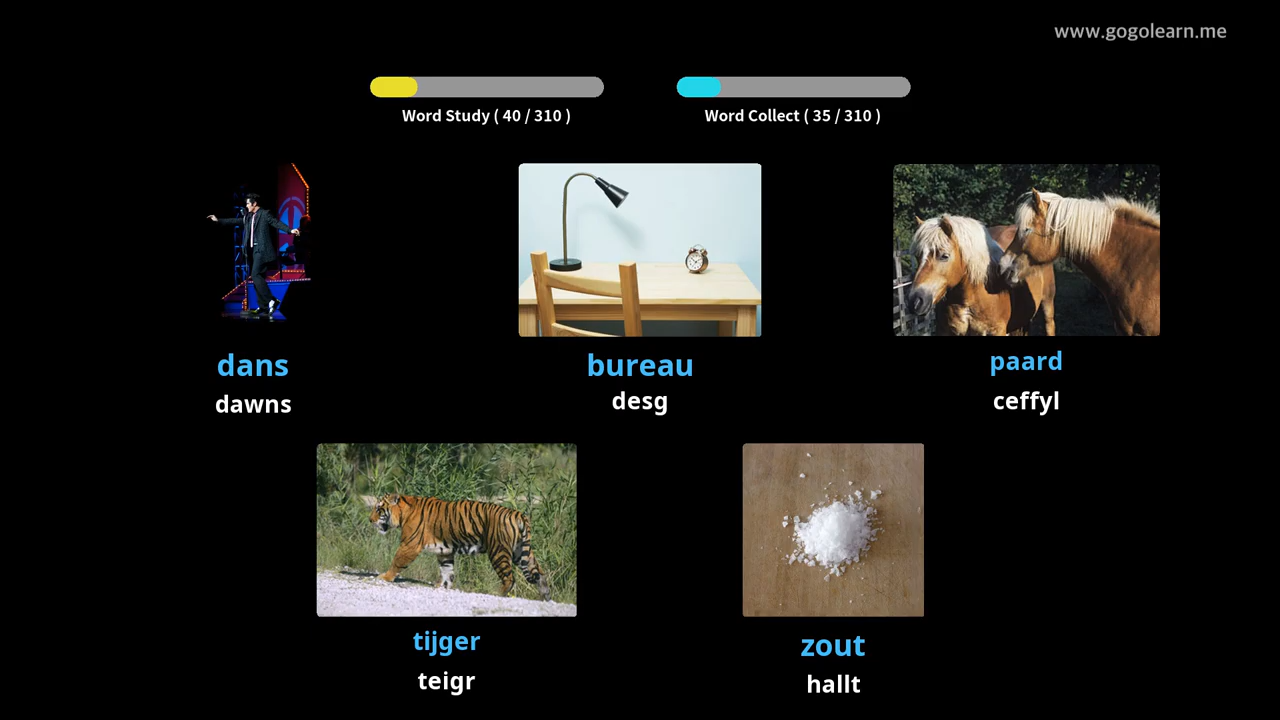 www.gogolearn.me
Word Study ( 40 / 310 )
Word Collect ( 35 / 310 )
dans
dawns
bureau
desg
paard
ceffyl
tijger
teigr
zout
hallt